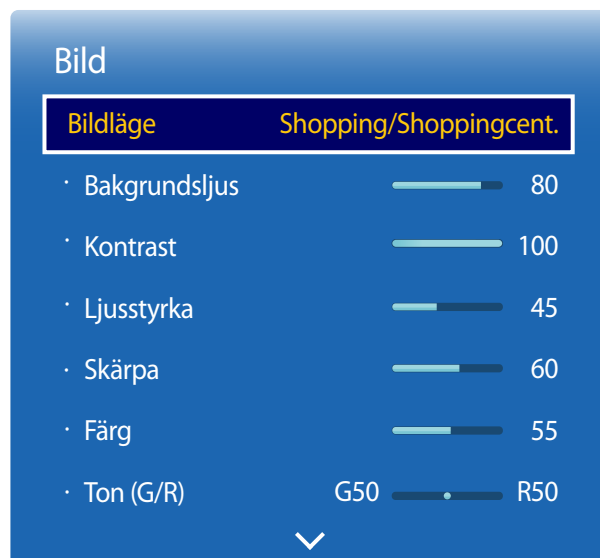 Bild
Bildläge Shopping/Shoppingcent.
· Bakgrundsljus 80
· Kontrast 100
· Ljusstyrka 45
· Skärpa 60
· Färg 55
· Ton (G/R) G50 R50